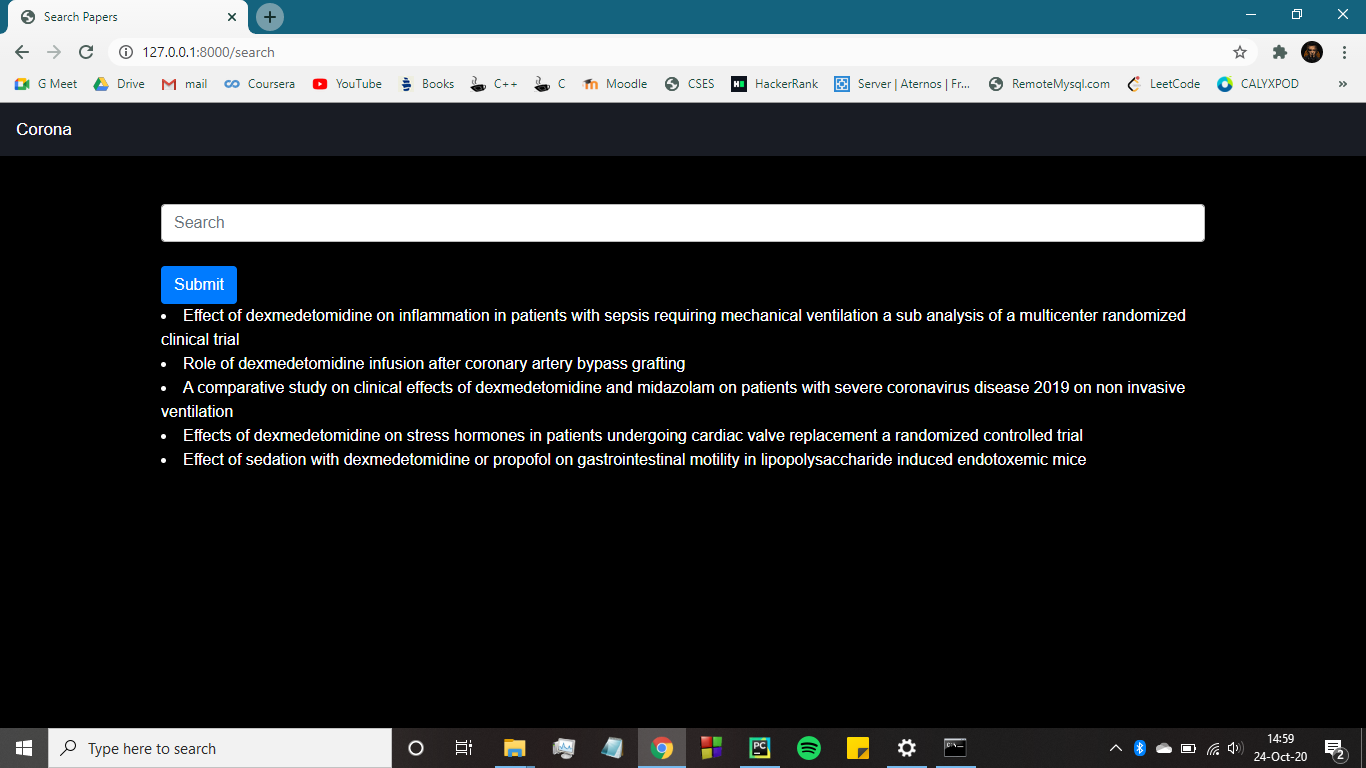 Search Papers
127.0.0.1:8000/search
G Meet Drive mail Coursera YouTube Books C++ C Moodle CSES HackerRank Server | Aternos | Fr... RemoteMysql.com LeetCode CALYXPOD »
Corona
Search
Submit
• Effect of dexmedetomidine on inflammation in patients with sepsis requiring mechanical ventilation a sub analysis of a multicenter randomized
clinical trial
• Role of dexmedetomidine infusion after coronary artery bypass grafting
• A comparative study on clinical effects of dexmedetomidine and midazolam on patients with severe coronavirus disease 2019 on non invasive
ventilation
• Effects of dexmedetomidine on stress hormones in patients undergoing cardiac valve replacement a randomized controlled trial
• Effect of sedation with dexmedetomidine or propofol on gastrointestinal motility in lipopolysaccharide induced endotoxemic mice
Type here to search
PC
14:59
24-Oct-20
2